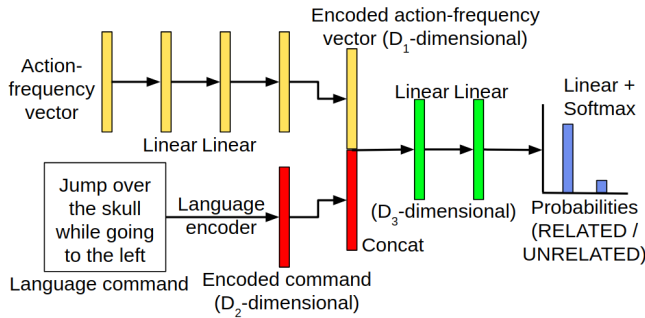 Encoded action-frequency
vector (D₁-dimensional)
Action-
frequency
vector
Linear Linear
Linear Linear
Linear +
Softmax
Jump over
the skull
while going
to the left
Language
encoder
Language command
Encoded command
(D₂-dimensional)
Concat
(D₃-dimensional)
Probabilities
(RELATED /
UNRELATED)